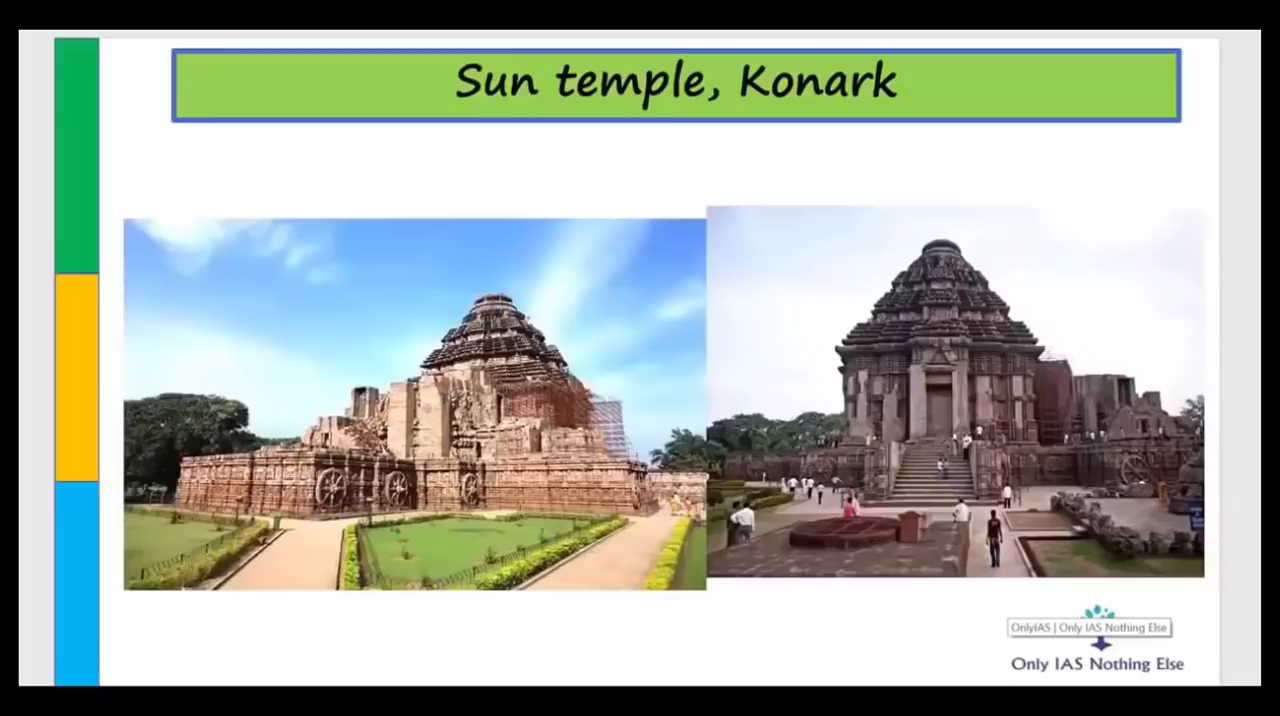 Sun temple, Konark
OnlyIAS | Only IAS Nothing Else
Only IAS Nothing Else